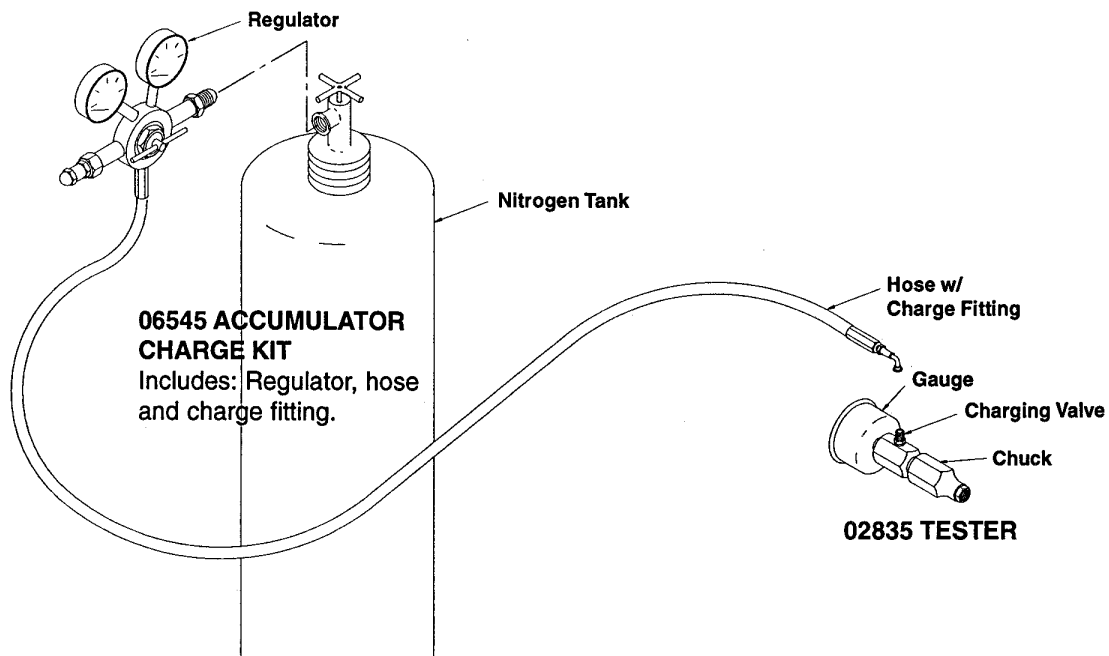 Regulator
Nitrogen Tank
Hose w/
Charge Fitting
06545 ACCUMULATOR
CHARGE KIT
Includes: Regulator, hose
and charge fitting.
Gauge
Charging Valve
Chuck
02835 TESTER